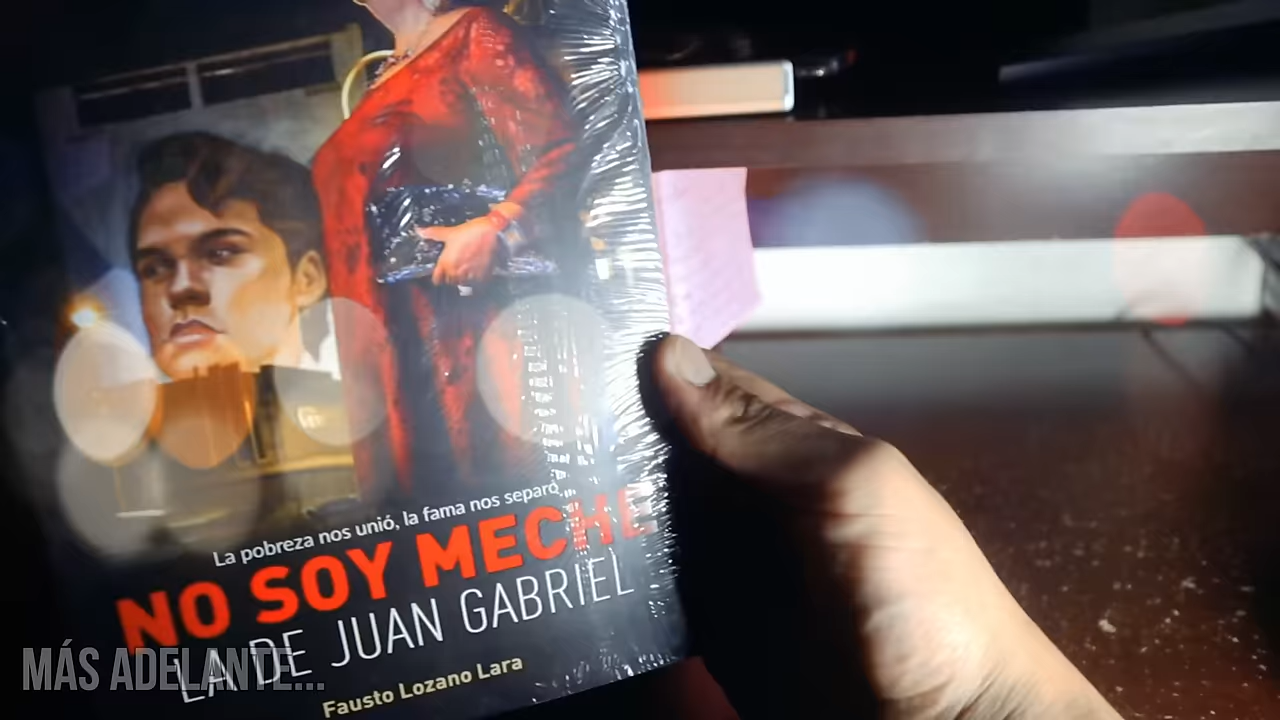 La pobreza nos unió, la fama nos separó
NO SOY MECHE
LA DE JUAN GABRIEL
Fausto Lozano Lara
MÁS ADELANTE...